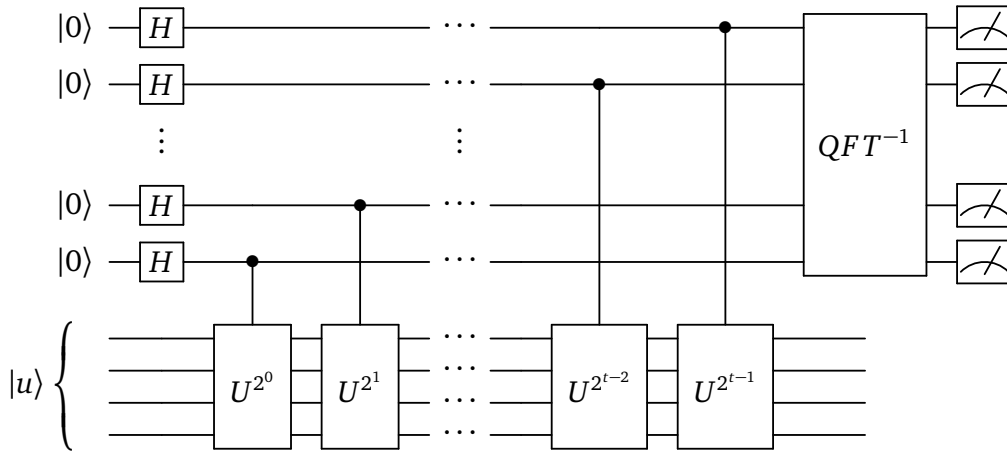 |0⟩ H ⋯
|0⟩ H ⋯
⋮ ⋮ QFT⁻¹
|0⟩ H ⋯
|0⟩ H ⋯
|u⟩ U^{2^0} U^{2^1} ⋯ U^{2^{t−2}} U^{2^{t−1}}